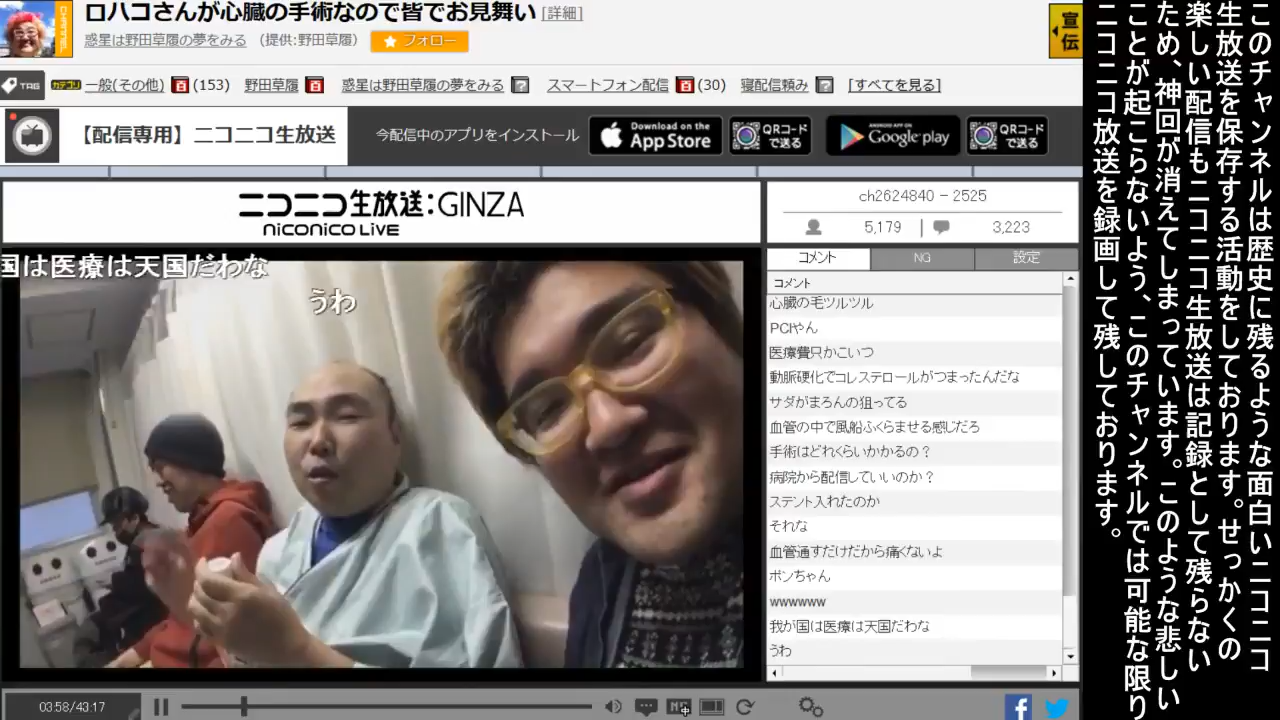 ロハコさんが心臓の手術なので皆でお見舞い [詳細]
CHANNEL
惑星は野田草履の夢をみる (提供:野田草履)
★ フォロー
宣伝
TAG
カテゴリ 一般(その他) 百 (153) 野田草履 百 惑星は野田草履の夢をみる ? スマートフォン配信 百 (30) 寝配信頼み ? [すべてを見る]
【配信専用】ニコニコ生放送
今配信中のアプリをインストール
Download on the App Store
QRコードで送る
ANDROID APP ON Google play
QRコードで送る
ニコニコ生放送:GINZA
niconico Live
ch2624840 - 2525
5,179 | 3,223
コメント NG 設定
コメント
心臓の毛ツルツル
PCIやん
医療費只かこいつ
動脈硬化でコレステロールがつまったんだな
サダがまろんの狙ってる
血管の中で風船ふくらませる感じだろ
手術はどれくらいかかるの？
病院から配信していいのか？
ステント入れたのか
それな
血管通すだけだから痛くないよ
ボンちゃん
wwwwww
我が国は医療は天国だわな
うわ
国は医療は天国だわな
うわ
03:58/43:17
このチャンネルは歴史に残るような面白いニコニコ
生放送を保存する活動をしております。せっかくの
楽しい配信もニコニコ生放送は記録として残らない
ため、神回が消えてしまっています。このような悲しい
ことが起こらないよう、このチャンネルでは可能な限り
ニコニコ放送を録画して残しております。